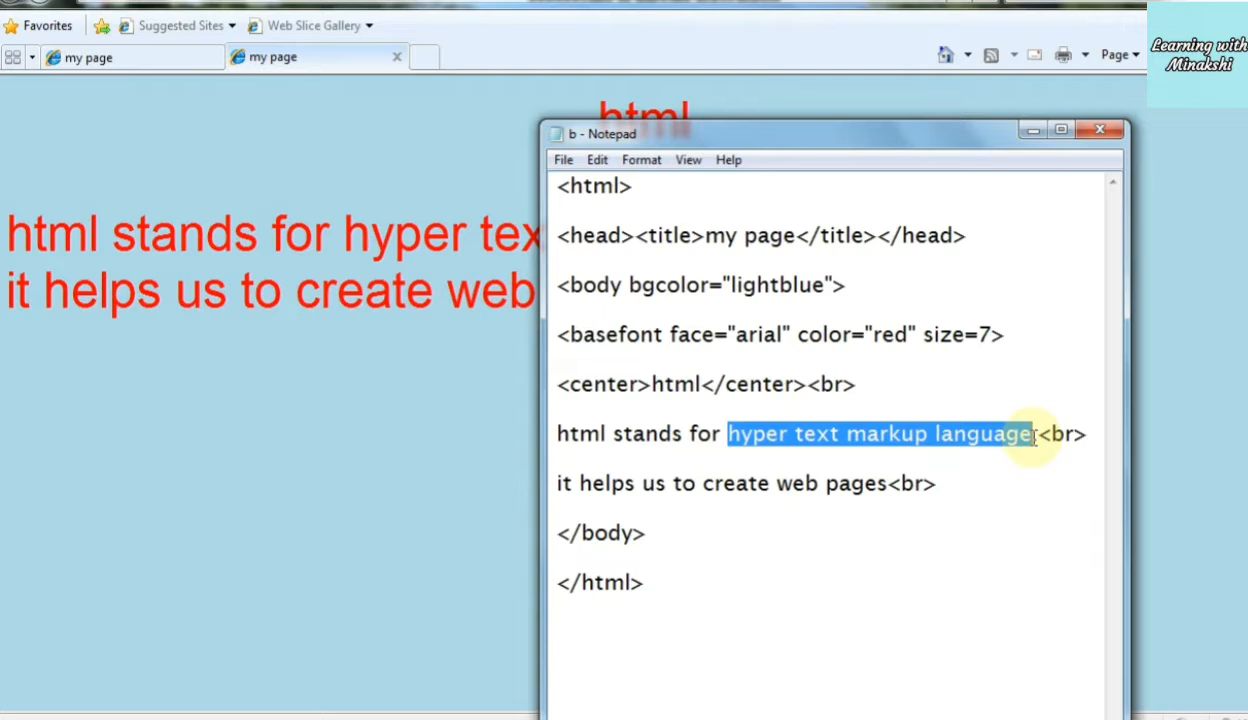 Favorites
Suggested Sites
Web Slice Gallery
my page
my page
Page
Learning with
Minakshi
html
html stands for hyper tex
it helps us to create web
b - Notepad
File Edit Format View Help
<html>
<head><title>my page</title></head>
<body bgcolor="lightblue">
<basefont face="arial" color="red" size=7>
<center>html</center><br>
html stands for hyper text markup language<br>
it helps us to create web pages<br>
</body>
</html>